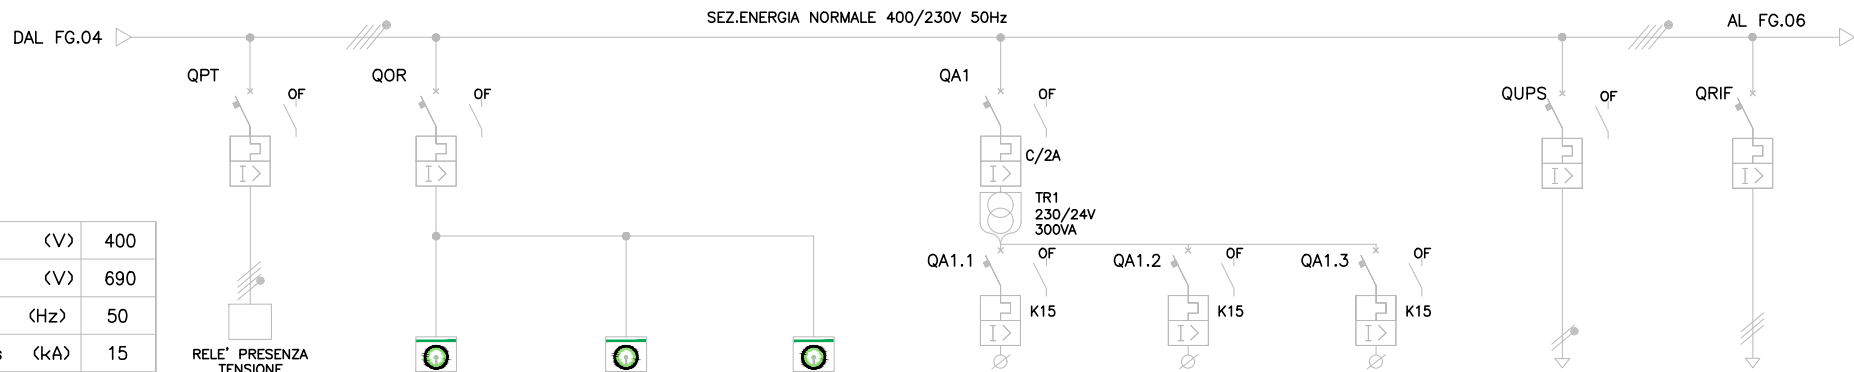 SEZ.ENERGIA NORMALE 400/230V 50Hz
DAL FG.04
AL FG.06
QPT
OF
QOR
OF
QA1
OF
C/2A
QUPS
OF
QRIF
I>
I>
I>
I>
I>
TR1
230/24V
300VA
QA1.1
OF
K15
QA1.2
OF
K15
QA1.3
OF
K15
I>
I>
I>
(V) 400
(V) 690
(Hz) 50
s (kA) 15
RELE' PRESENZA
TENSIONE